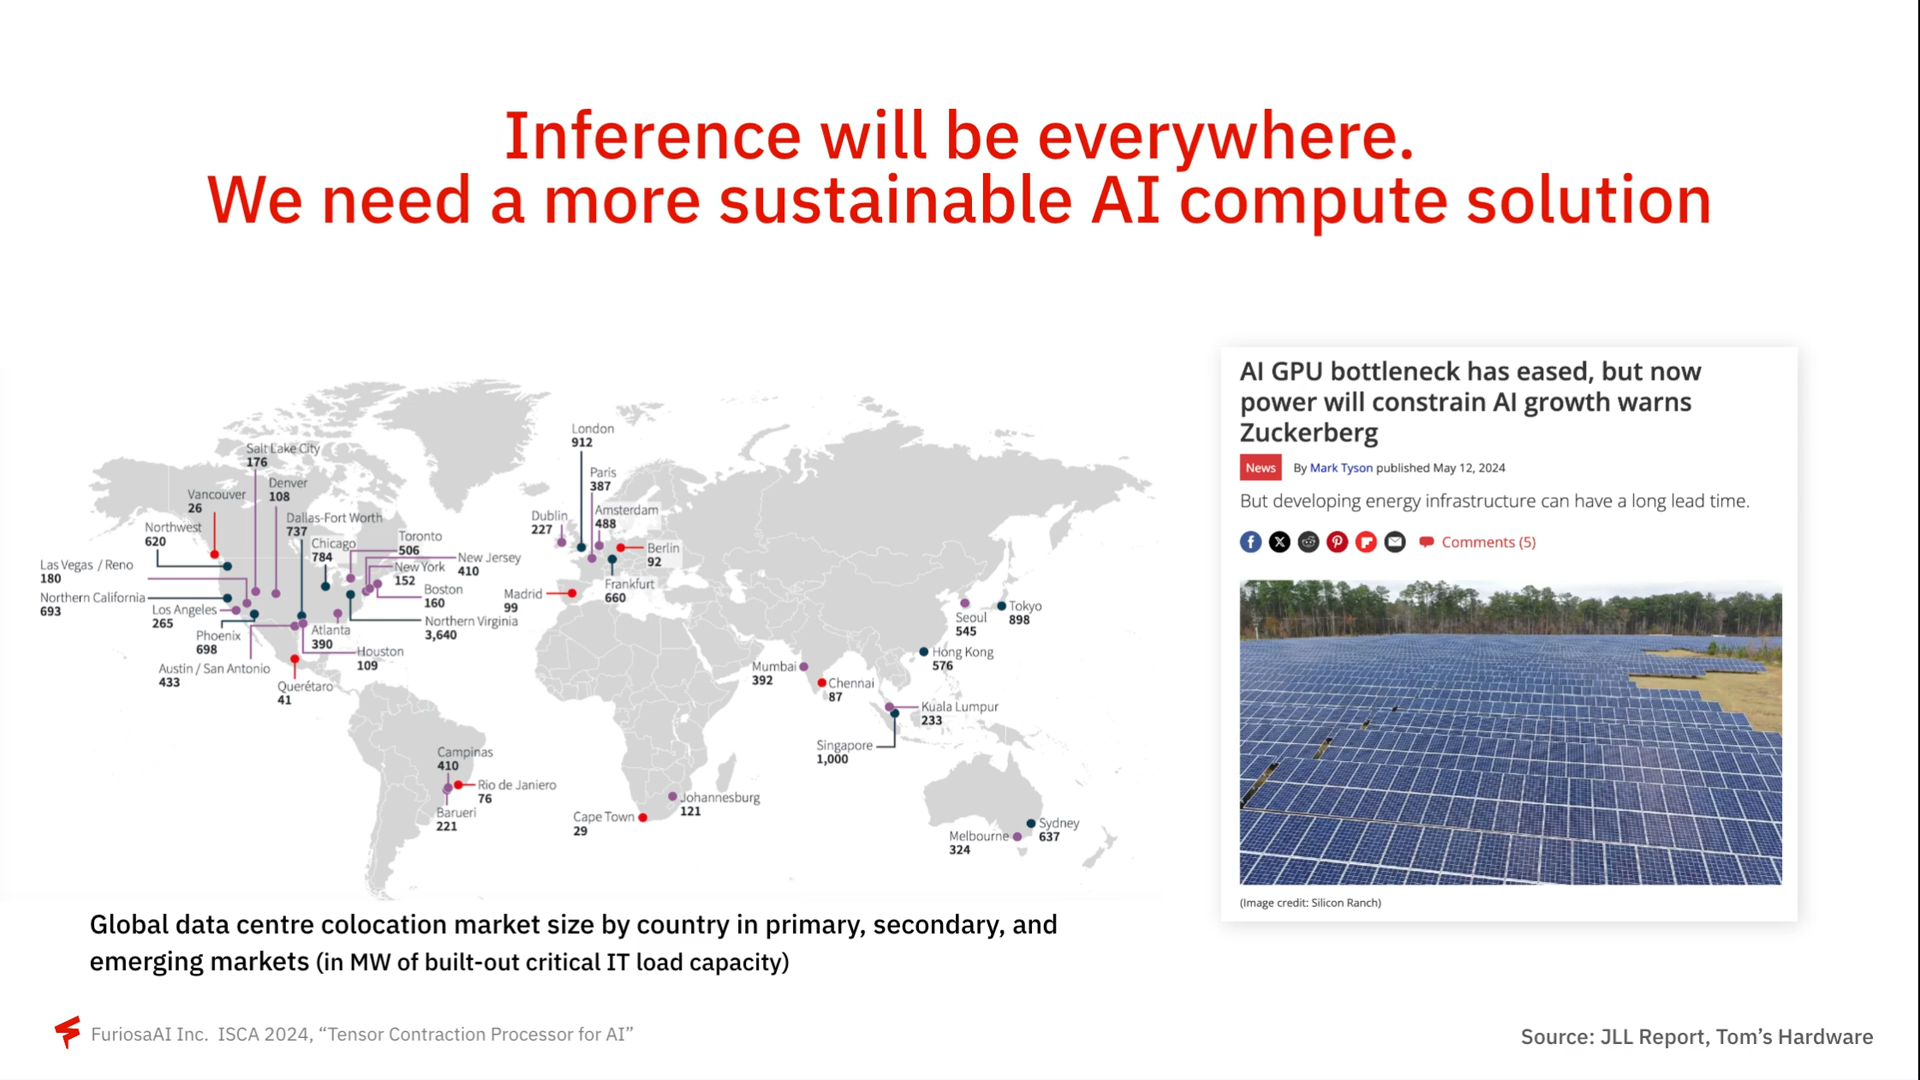 Inference will be everywhere.
We need a more sustainable AI compute solution
London
912
Salt Lake City
176
Paris
387
Denver
108
Vancouver
26
Dublin
227
Amsterdam
488
Dallas-Fort Worth
737
Northwest
620
Chicago
784
Toronto
506
Berlin
92
New Jersey
410
Las Vegas / Reno
180
New York
152
Frankfurt
660
Boston
160
Madrid
99
Northern California
693
Los Angeles
265
Northern Virginia
3,640
Phoenix
698
Atlanta
390
Houston
109
Austin / San Antonio
433
Querétaro
41
Tokyo
898
Seoul
545
Hong Kong
576
Mumbai
392
Chennai
87
Kuala Lumpur
233
Singapore
1,000
Campinas
410
Rio de Janiero
76
Barueri
221
Johannesburg
121
Cape Town
29
Sydney
637
Melbourne
324
Global data centre colocation market size by country in primary, secondary, and
emerging markets (in MW of built-out critical IT load capacity)
AI GPU bottleneck has eased, but now
power will constrain AI growth warns
Zuckerberg
News By Mark Tyson published May 12, 2024
But developing energy infrastructure can have a long lead time.
Comments (5)
(Image credit: Silicon Ranch)
FuriosaAI Inc. ISCA 2024, “Tensor Contraction Processor for AI”
Source: JLL Report, Tom’s Hardware